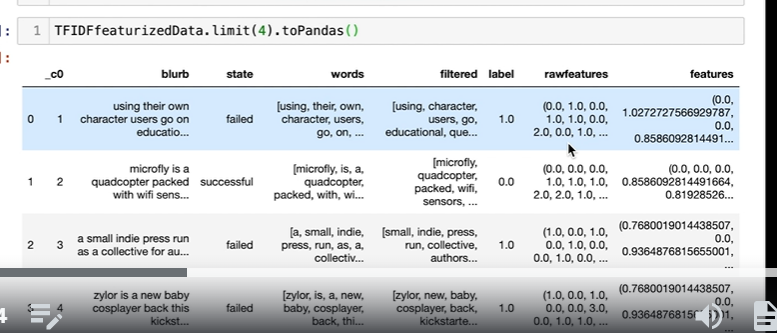 1 TFIDFfeaturizedData.limit(4).toPandas()
_c0 blurb state words filtered label rawfeatures features
0 1 using their own character users go on educatio... failed [using, their, own, character, users, go, on, ... [using, character, users, go, educational, que... 1.0 (0.0, 1.0, 0.0, 1.0, 1.0, 0.0, 2.0, 0.0, 1.0, ... (0.0, 1.0272727566929787, 0.0, 0.8586092814491...
1 2 microfly is a quadcopter packed with wifi sens... successful [microfly, is, a, quadcopter, packed, with, wi... [microfly, quadcopter, packed, wifi, sensors, ... 0.0 (0.0, 0.0, 0.0, 1.0, 1.0, 1.0, 2.0, 2.0, 1.0, ... (0.0, 0.0, 0.0, 0.8586092814491664, 0.81928526...
2 3 a small indie press run as a collective for au... failed [a, small, indie, press, run, as, a, collectiv... [small, indie, press, run, collective, authors... 1.0 (1.0, 0.0, 1.0, 0.0, 1.0, 0.0, 0.0, 1.0, 0.0, ... (0.7680019014438507, 0.0, 0.9364876815655001, ...
3 4 zylor is a new baby cosplayer back this kickst... failed [zylor, is, a, new, baby, cosplayer, back, thi... [zylor, new, baby, cosplayer, back, kickstarte... 1.0 (1.0, 0.0, 1.0, 0.0, 0.0, 3.0, (0.7680019014438507, 0.0,